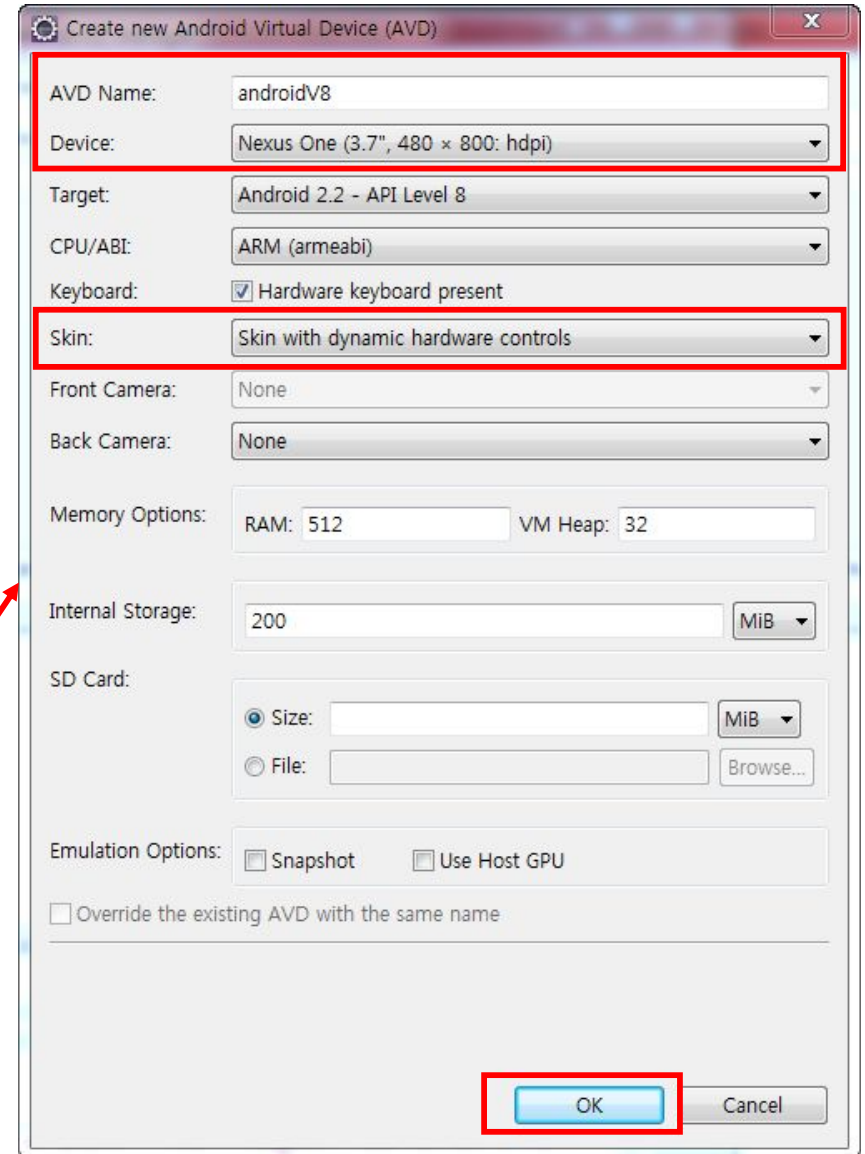 Create new Android Virtual Device (AVD)
AVD Name: androidV8
Device: Nexus One (3.7", 480 × 800: hdpi)
Target: Android 2.2 - API Level 8
CPU/ABI: ARM (armeabi)
Keyboard: Hardware keyboard present
Skin: Skin with dynamic hardware controls
Front Camera: None
Back Camera: None
Memory Options: RAM: 512 VM Heap: 32
Internal Storage: 200 MiB
SD Card:
Size: MiB
File: Browse...
Emulation Options: Snapshot Use Host GPU
Override the existing AVD with the same name
OK Cancel